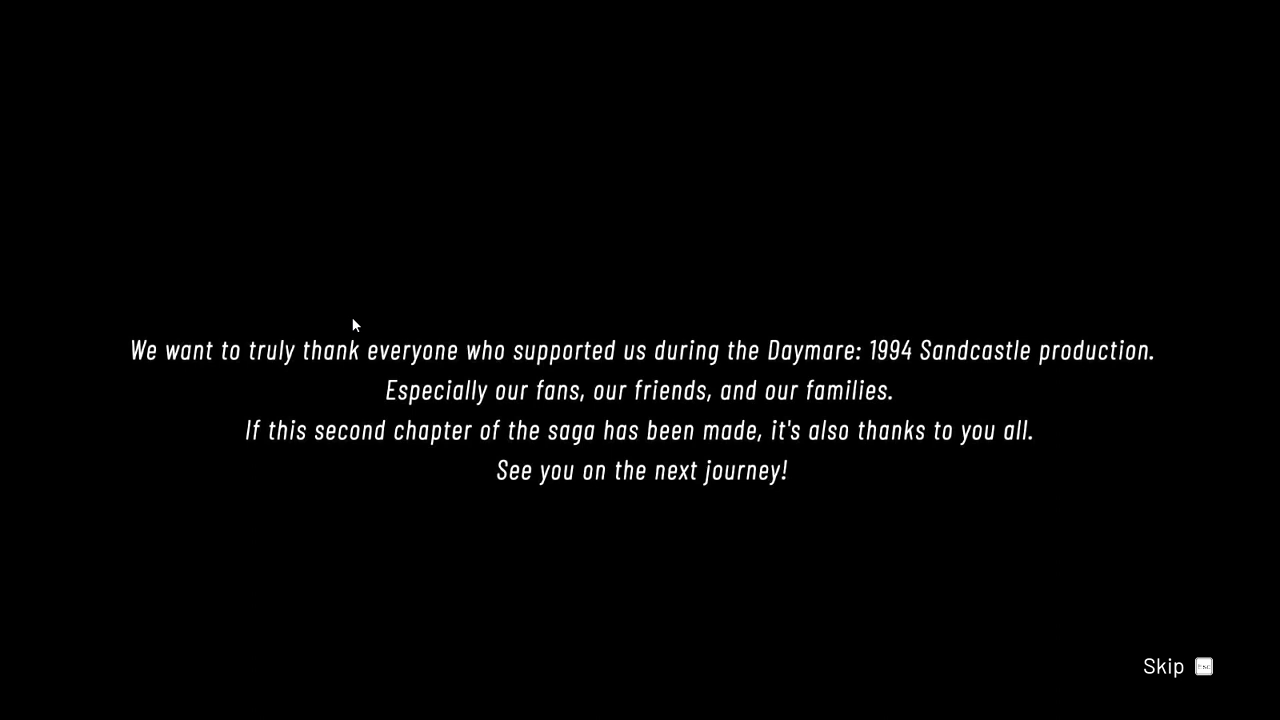 We want to truly thank everyone who supported us during the Daymare: 1994 Sandcastle production.
Especially our fans, our friends, and our families.
If this second chapter of the saga has been made, it's also thanks to you all.
See you on the next journey!
Skip Esc